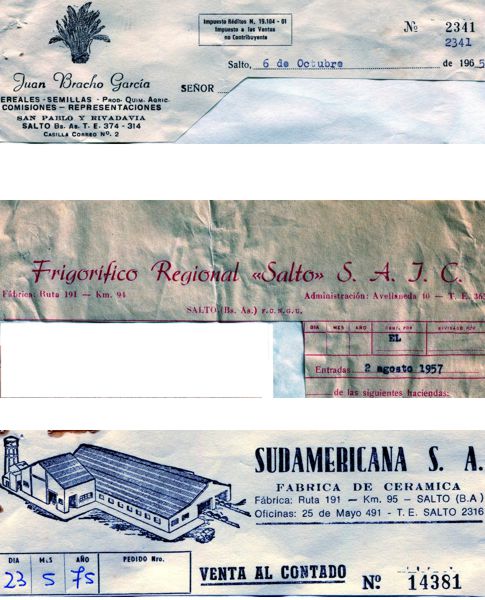 Impuesto Réditos N. 19.104 - 01
Impuesto a las Ventas
no Contribuyente
Nº 2341
2341
Salto, 6 de Octubre de 1965
Juan Bracho García
SEÑOR
EREALES - SEMILLAS - PROD. QUIM. AGRIC.
COMISIONES - REPRESENTACIONES
SAN PABLO Y RIVADAVIA
SALTO Bs. As. T. E. 374 - 314
CASILLA CORREO Nº. 2
Frigorífico Regional «Salto» S. A. I. C.
Fábrica: Ruta 191 — Km. 94 Administración: Avellaneda 40 — T. E. 363
SALTO (Bs. As.) F. C. N. G. U.
DIA MES AÑO REVISADO POR
EL
Entradas 2 agosto 1957
de las siguientes haciendas:
SUDAMERICANA S. A.
FABRICA DE CERAMICA
Fábrica: Ruta 191 — Km. 95 — SALTO (B.A)
Oficinas: 25 de Mayo 491 - T. E. SALTO 2316
DIA MES AÑO PEDIDO Nro.
23 5 75
VENTA AL CONTADO Nº 14381